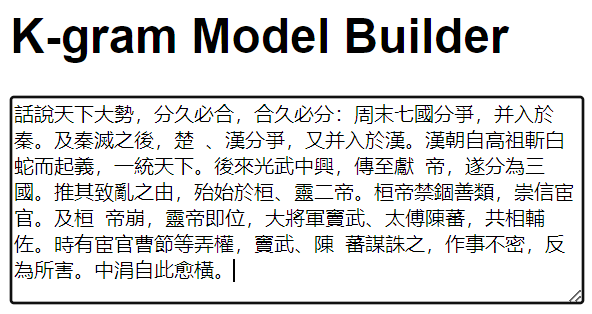 K-gram Model Builder
話說天下大勢，分久必合，合久必分：周末七國分爭，并入於
秦。及秦滅之後，楚 、漢分爭，又并入於漢。漢朝自高祖斬白
蛇而起義，一統天下。後來光武中興，傳至獻 帝，遂分為三
國。推其致亂之由，殆始於桓、靈二帝。桓帝禁錮善類，崇信宦
官。及桓 帝崩，靈帝即位，大將軍竇武、太傅陳蕃，共相輔
佐。時有宦官曹節等弄權，竇武、陳 蕃謀誅之，作事不密，反
為所害。中涓自此愈橫。